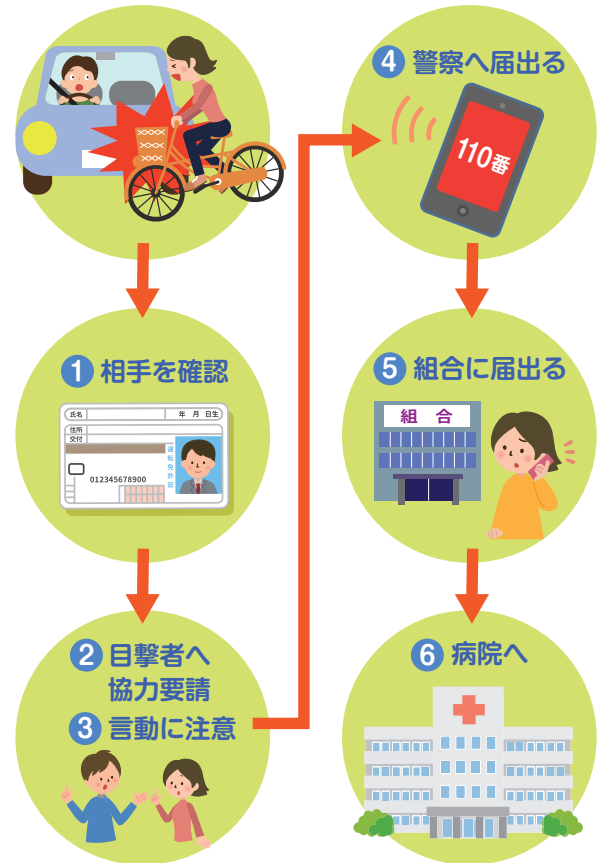 1 相手を確認
氏名
年 月 日生
住所
交付
運転免許証
012345678900
2 目撃者へ
協力要請
3 言動に注意
4 警察へ届出る
110番
5 組合に届出る
組 合
6 病院へ